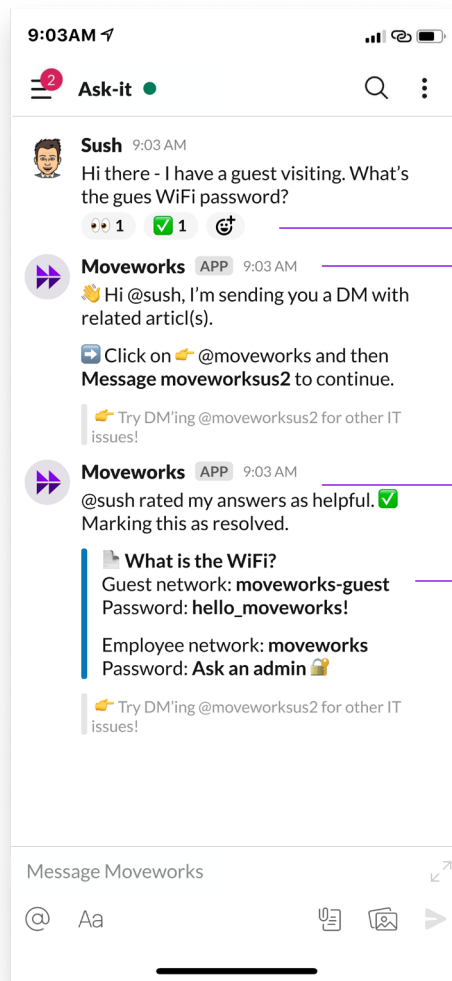 9:03AM
2
Ask-it
Sush 9:03 AM
Hi there - I have a guest visiting. What's
the gues WiFi password?
1 1
Moveworks APP 9:03 AM
Hi @sush, I'm sending you a DM with
related articl(s).
Click on @moveworks and then
Message moveworksus2 to continue.
Try DM'ing @moveworksus2 for other IT
issues!
Moveworks APP 9:03 AM
@sush rated my answers as helpful.
Marking this as resolved.
What is the WiFi?
Guest network: moveworks-guest
Password: hello_moveworks!
Employee network: moveworks
Password: Ask an admin
Try DM'ing @moveworksus2 for other IT
issues!
Message Moveworks
@ Aa